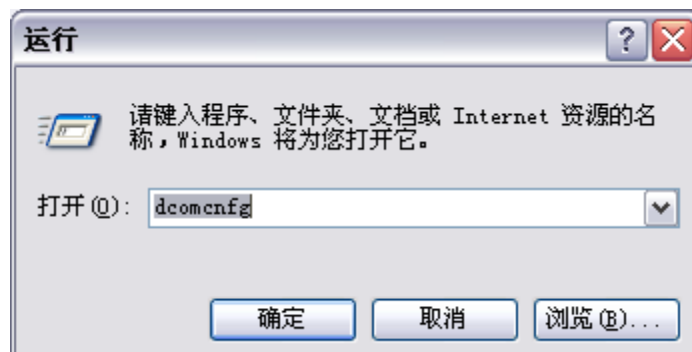 运行
请键入程序、文件夹、文档或 Internet 资源的名
称，Windows 将为您打开它。
打开(O): dcomcnfg
确定 取消 浏览(B)...